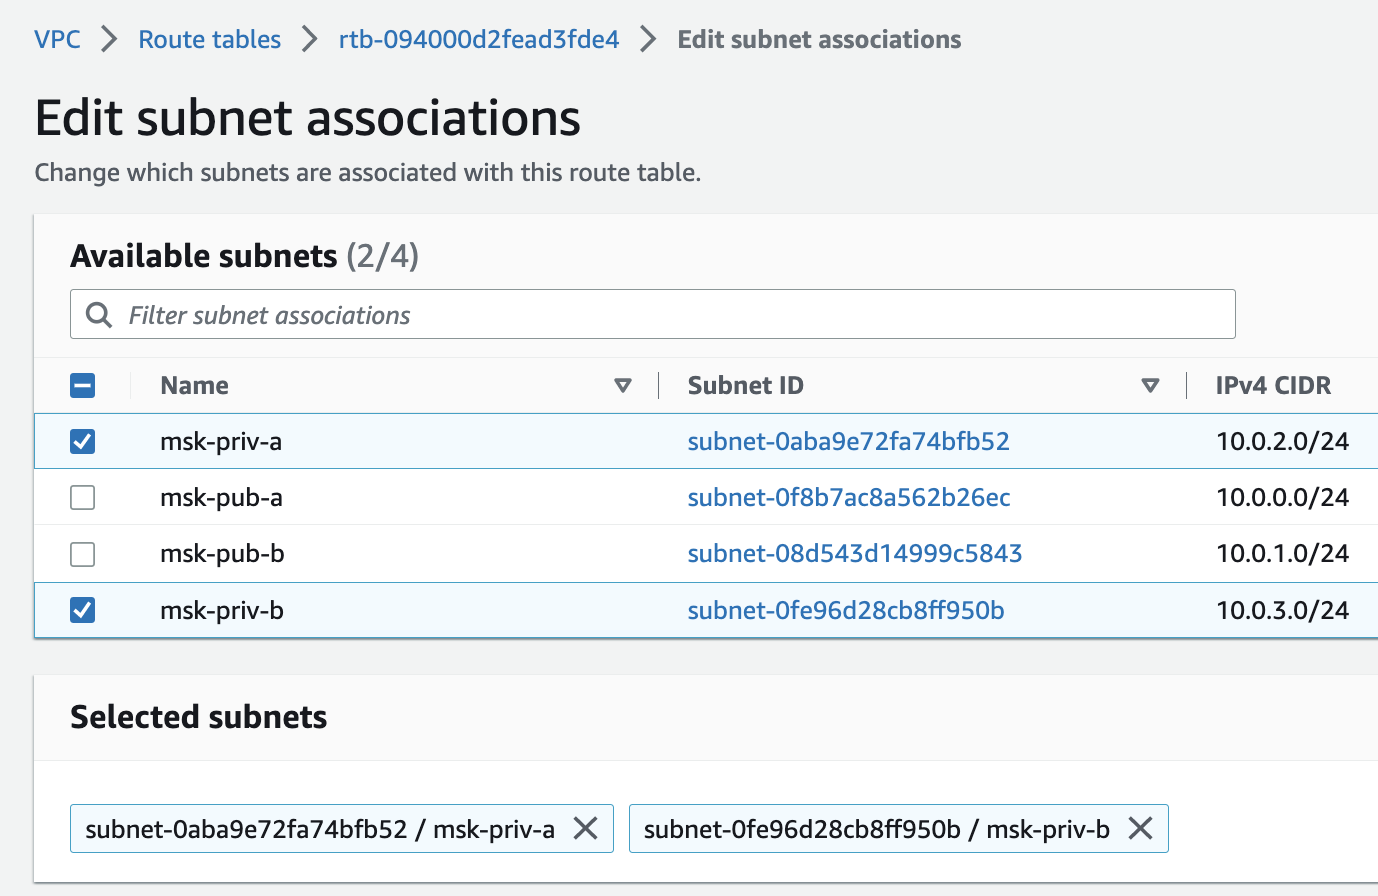 VPC > Route tables > rtb-094000d2fead3fde4 > Edit subnet associations
Edit subnet associations
Change which subnets are associated with this route table.
Available subnets (2/4)
Filter subnet associations
Name Subnet ID IPv4 CIDR
msk-priv-a subnet-0aba9e72fa74bfb52 10.0.2.0/24
msk-pub-a subnet-0f8b7ac8a562b26ec 10.0.0.0/24
msk-pub-b subnet-08d543d14999c5843 10.0.1.0/24
msk-priv-b subnet-0fe96d28cb8ff950b 10.0.3.0/24
Selected subnets
subnet-0aba9e72fa74bfb52 / msk-priv-a subnet-0fe96d28cb8ff950b / msk-priv-b